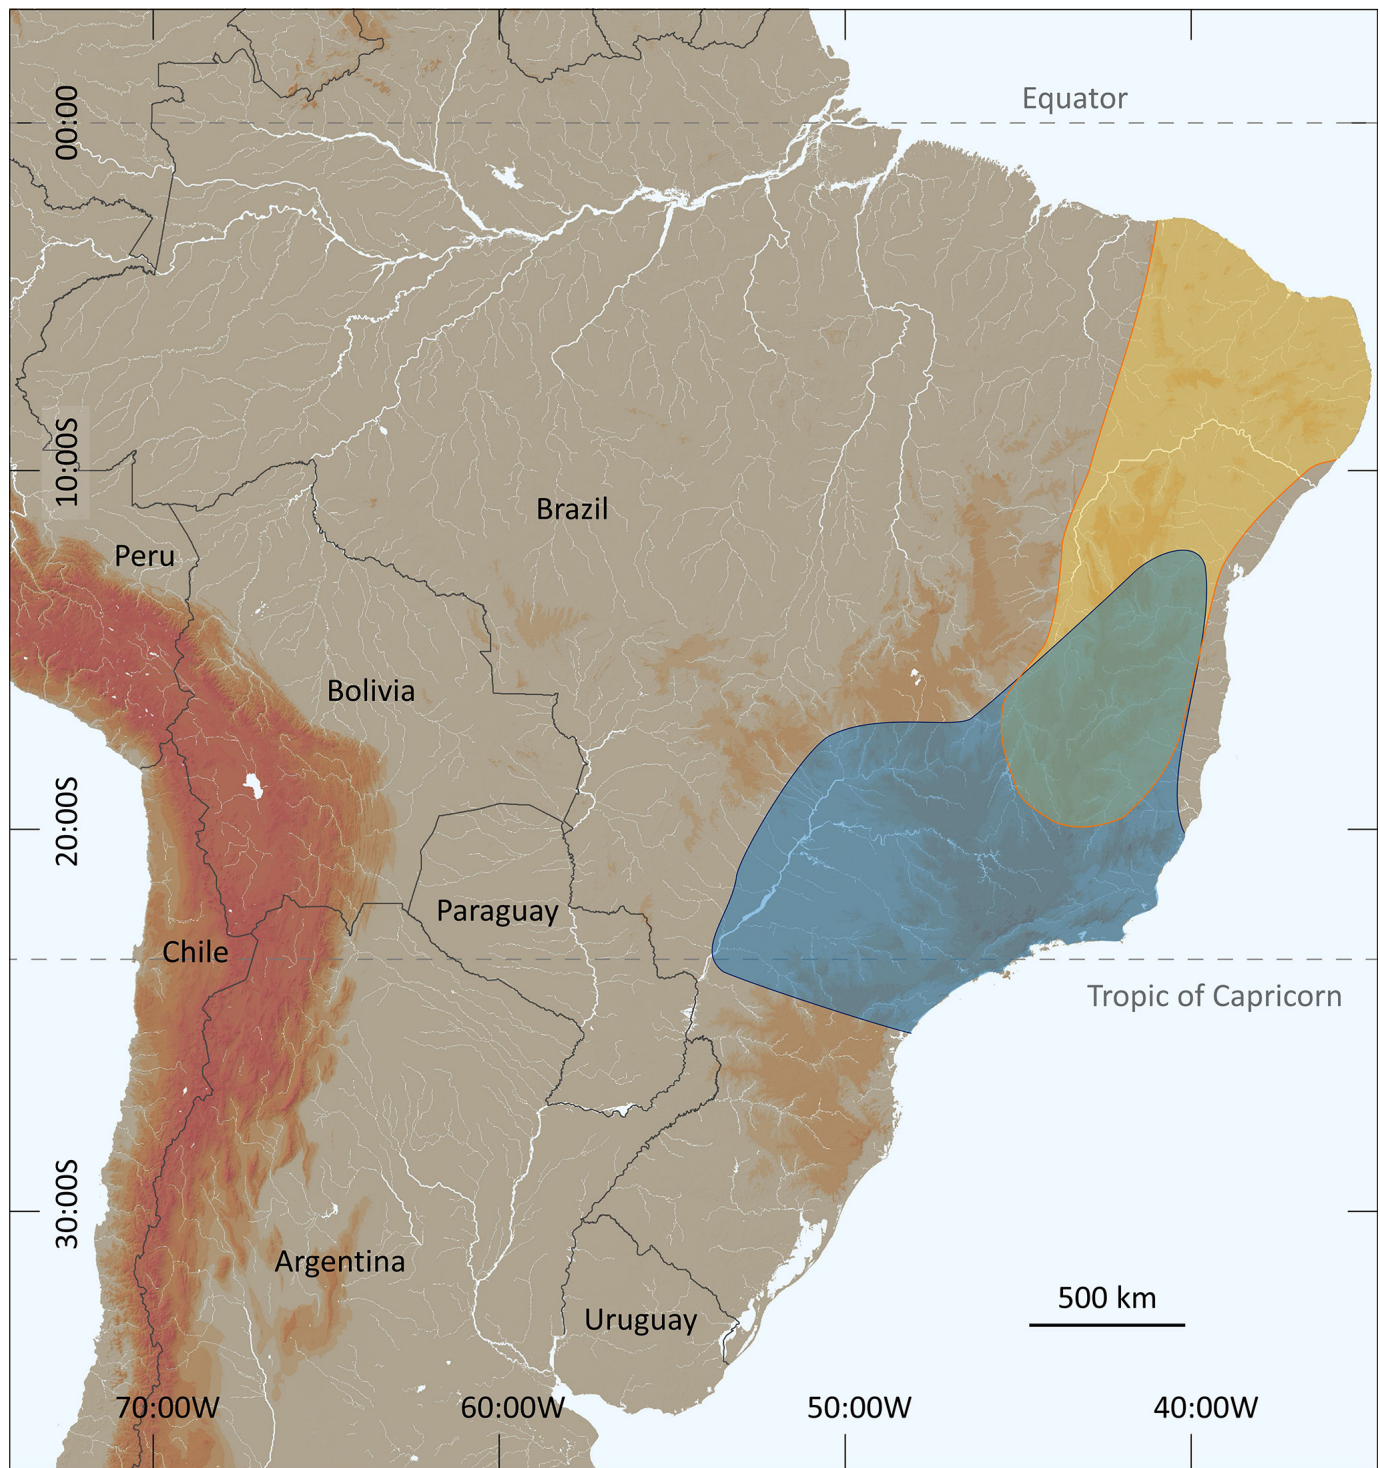 Equator
00:00
10:00S
Brazil
Peru
Bolivia
20:00S
Paraguay
Chile
Tropic of Capricorn
30:00S
Argentina
500 km
Uruguay
70:00W
60:00W
50:00W
40:00W